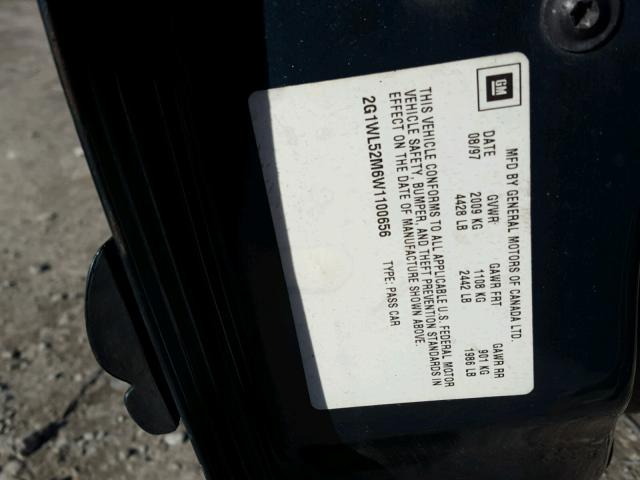 GM
MFD BY GENERAL MOTORS OF CANADA LTD.
DATE GVWR GAWR FRT GAWR RR
08/97 2009 KG 1108 KG 901 KG
4428 LB 2442 LB 1986 LB
THIS VEHICLE CONFORMS TO ALL APPLICABLE U.S. FEDERAL MOTOR
VEHICLE SAFETY, BUMPER, AND THEFT PREVENTION STANDARDS IN
EFFECT ON THE DATE OF MANUFACTURE SHOWN ABOVE.
2G1WL52M6W1100656 TYPE: PASS CAR